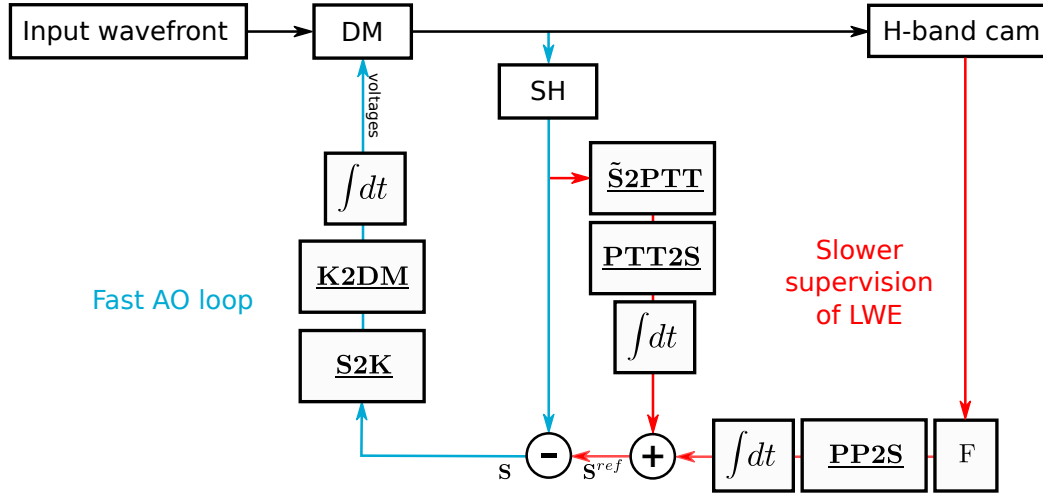 Input wavefront
DM
H-band cam
SH
voltages
∫dt
S̃2PTT
K2DM
PTT2S
Fast AO loop
Slower
supervision
of LWE
∫dt
S2K
-
+
S
S^{ref}
∫dt
PP2S
F